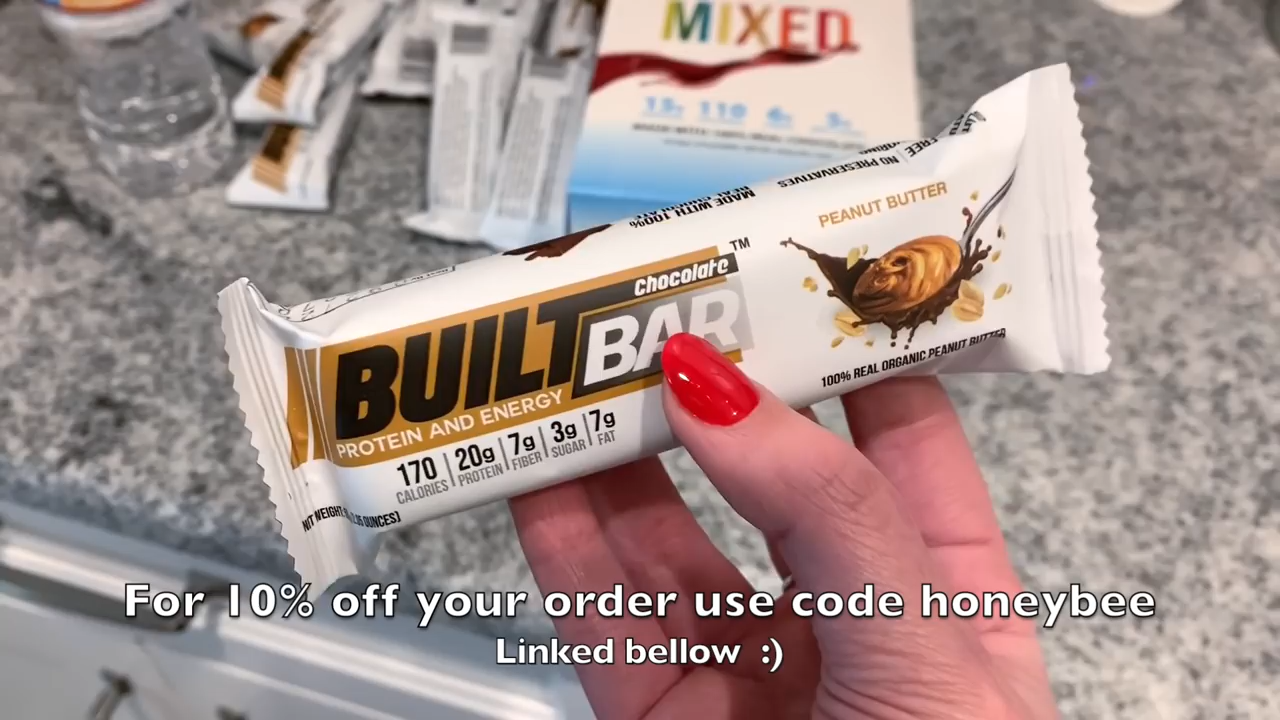 MIXED
110
MADE WITH 100%
NO PRESERVATIVES
PEANUT BUTTER
Chocolate™
BUILT BAR
PROTEIN AND ENERGY
170 20g 7g 3g 7g
CALORIES PROTEIN FIBER SUGAR FAT
100% REAL ORGANIC PEANUT BUTTER
For 10% off your order use code honeybee
Linked bellow :)